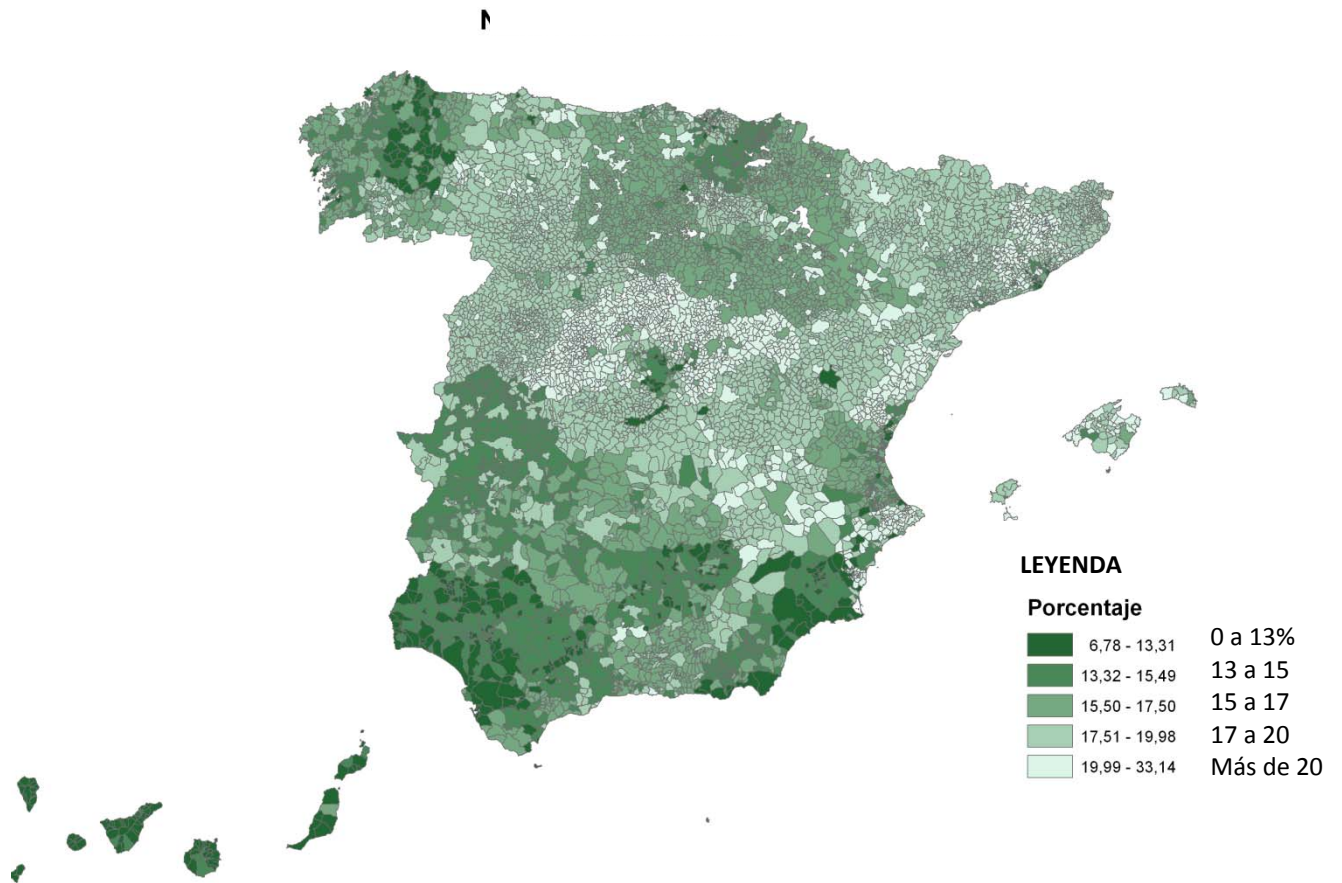 LEYENDA
Porcentaje
6,78 - 13,31 0 a 13%
13,32 - 15,49 13 a 15
15,50 - 17,50 15 a 17
17,51 - 19,98 17 a 20
19,99 - 33,14 Más de 20